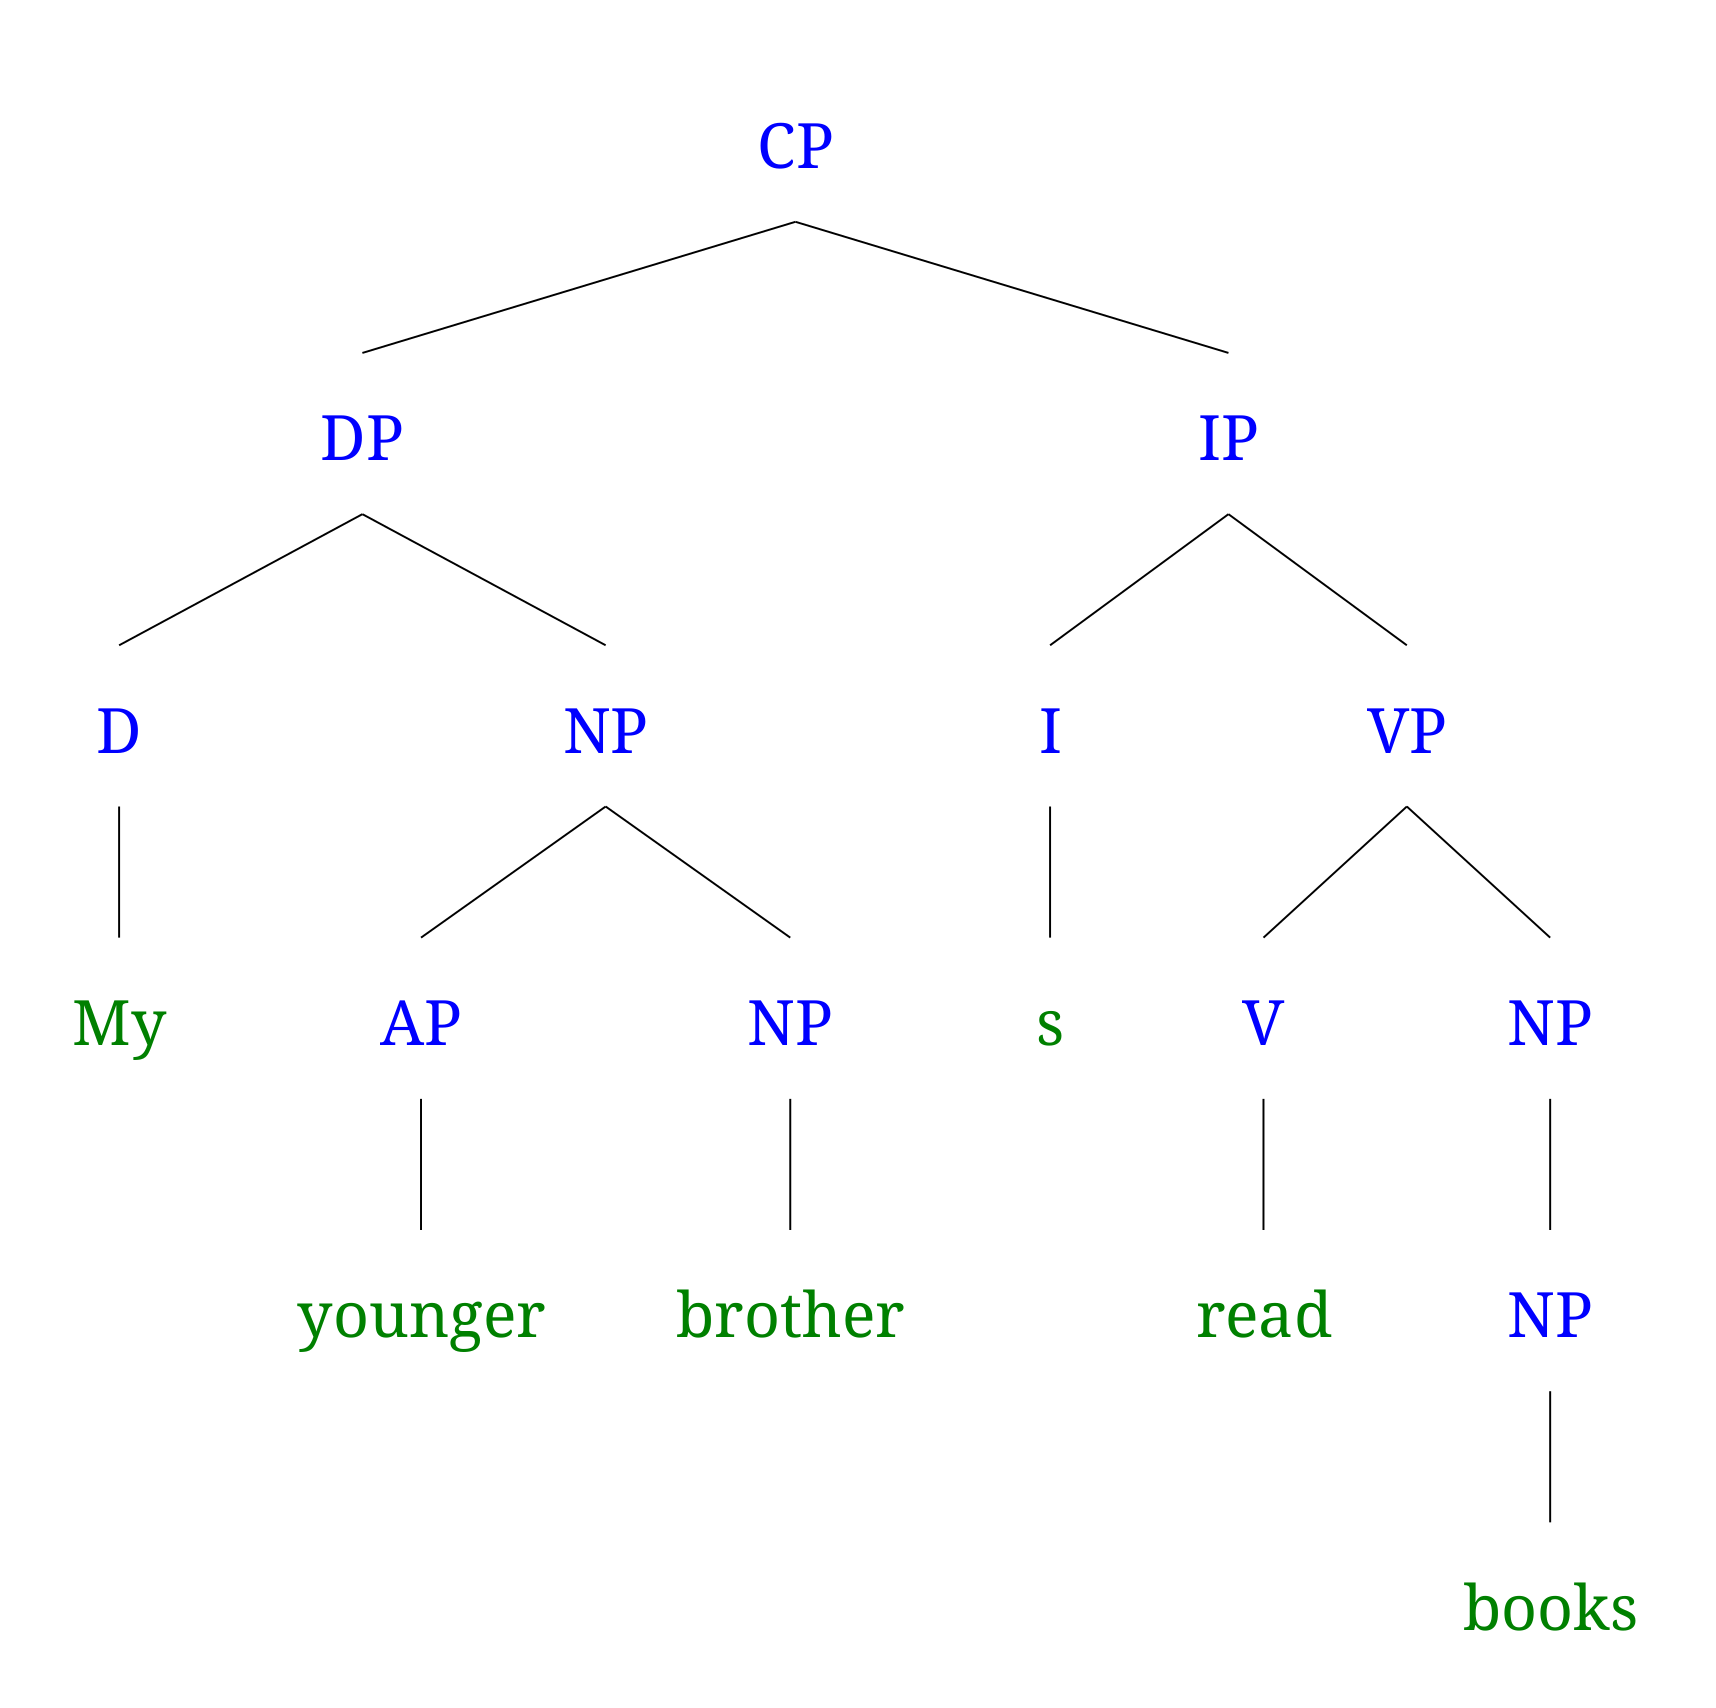 CP
DP IP
D NP I VP
My AP NP s V NP
younger brother read NP
books